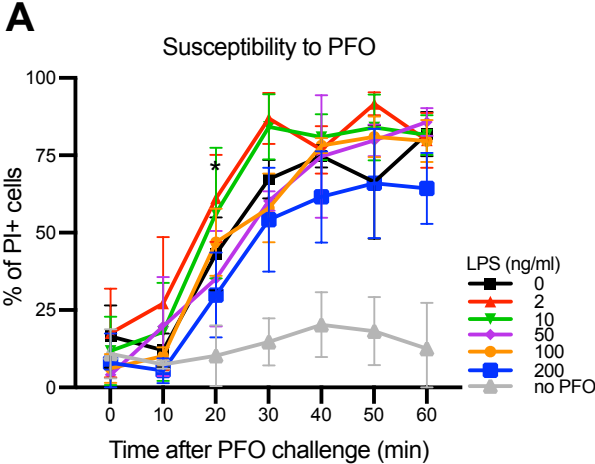 A
Susceptibility to PFO
100
75
50
25
0
% of PI+ cells
*
0 10 20 30 40 50 60
Time after PFO challenge (min)
LPS (ng/ml)
0
2
10
50
100
200
no PFO